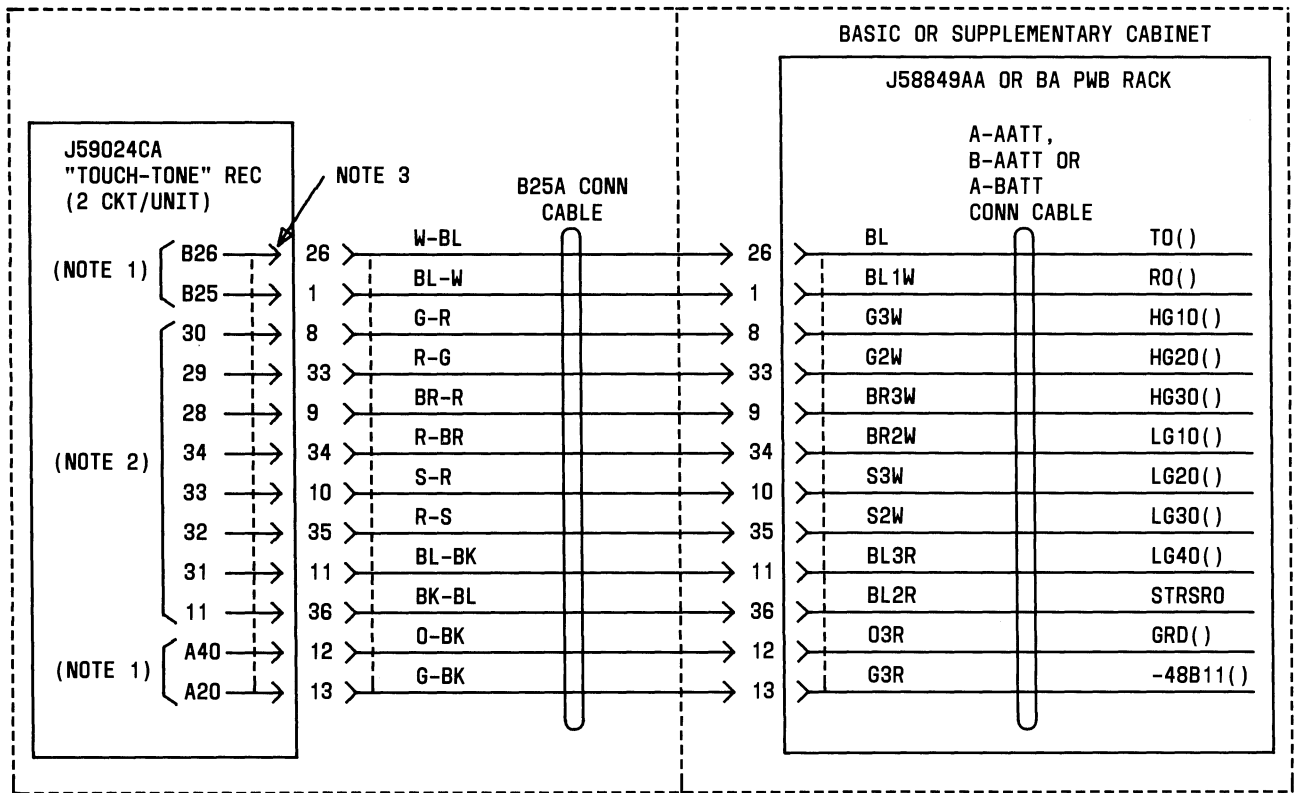 BASIC OR SUPPLEMENTARY CABINET
J58849AA OR BA PWB RACK
J59024CA
"TOUCH-TONE" REC
(2 CKT/UNIT)
NOTE 3
B25A CONN
CABLE
A-AATT,
B-AATT OR
A-BATT
CONN CABLE
(NOTE 1)
B26 26 W-BL 26 BL TO()
B25 1 BL-W 1 BL1W RO()
(NOTE 2)
30 8 G-R 8 G3W HG10()
29 33 R-G 33 G2W HG20()
28 9 BR-R 9 BR3W HG30()
34 34 R-BR 34 BR2W LG10()
33 10 S-R 10 S3W LG20()
32 35 R-S 35 S2W LG30()
31 11 BL-BK 11 BL3R LG40()
11 36 BK-BL 36 BL2R STRSRO
(NOTE 1)
A40 12 O-BK 12 O3R GRD()
A20 13 G-BK 13 G3R -48B11()